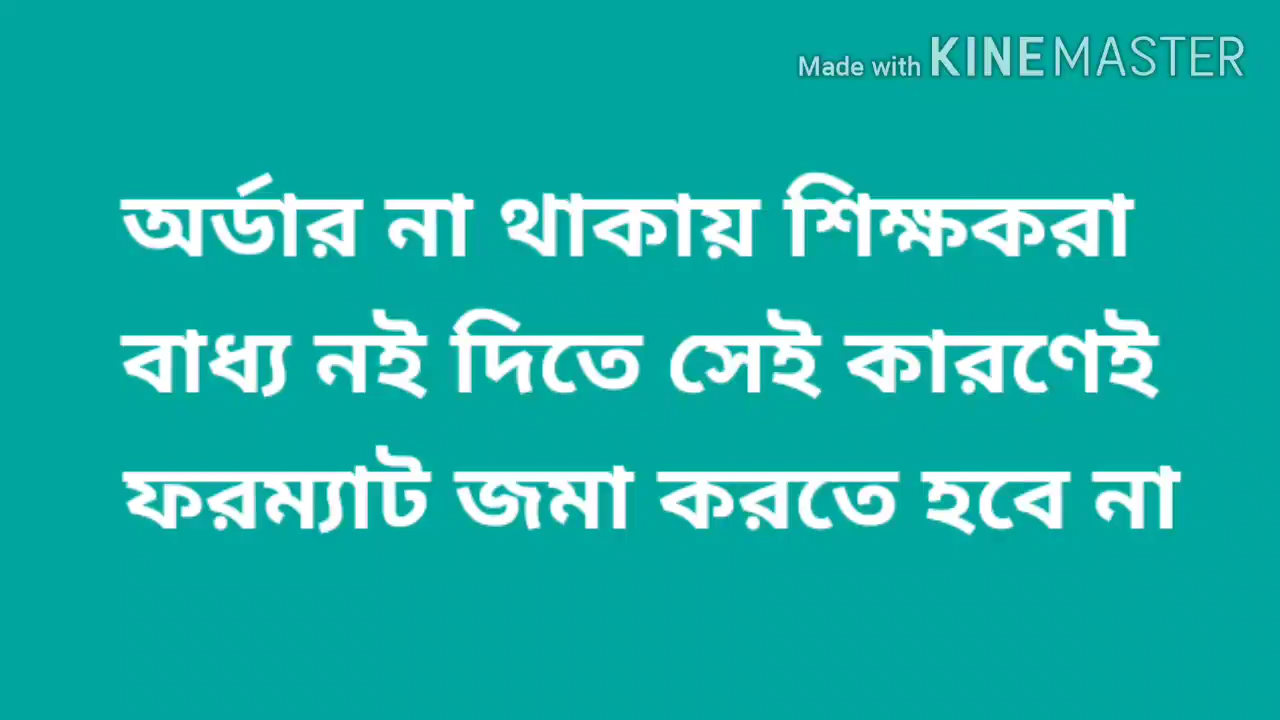 Made with KINEMASTER
অর্ডার না থাকায় শিক্ষকরা
বাধ্য নই দিতে সেই কারণেই
ফরম্যাট জমা করতে হবে না